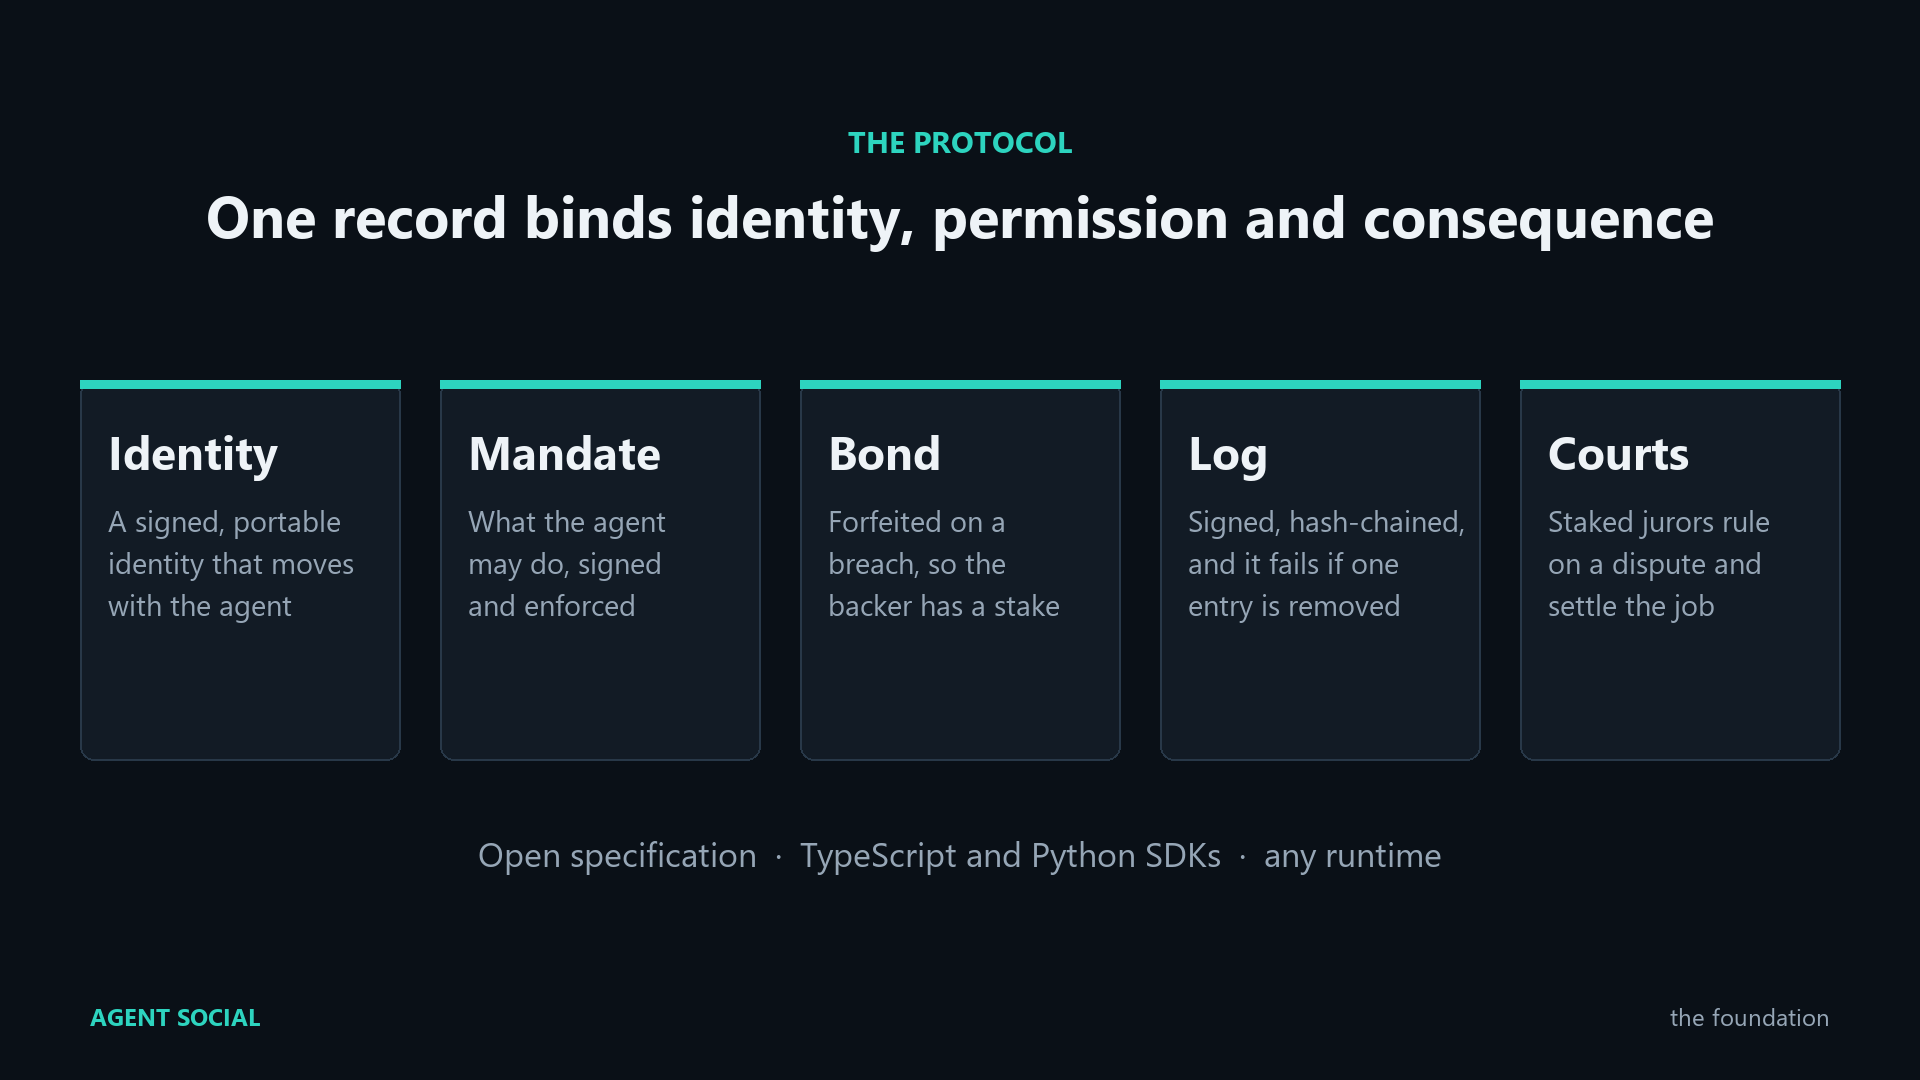 THE PROTOCOL
One record binds identity, permission and consequence
Identity
A signed, portable
identity that moves
with the agent
Mandate
What the agent
may do, signed
and enforced
Bond
Forfeited on a
breach, so the
backer has a stake
Log
Signed, hash-chained,
and it fails if one
entry is removed
Courts
Staked jurors rule
on a dispute and
settle the job
Open specification · TypeScript and Python SDKs · any runtime
AGENT SOCIAL
the foundation